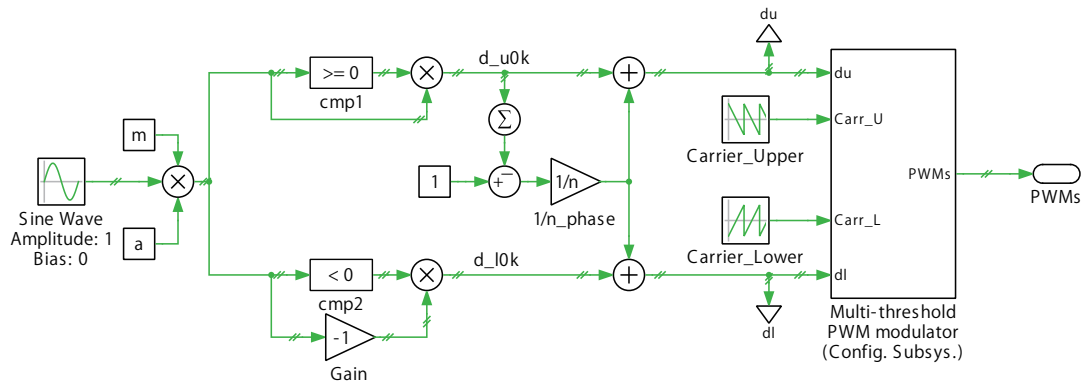 du
>= 0
cmp1
×
d_u0k
+
du
Carr_U
Carrier_Upper
m
Σ
×
1
+−
1/n
1/n_phase
PWMs
PWMs
Sine Wave
Amplitude: 1
Bias: 0
a
Carr_L
Carrier_Lower
< 0
cmp2
×
d_l0k
+
dl
dl
-1
Gain
Multi-threshold
PWM modulator
(Config. Subsys.)